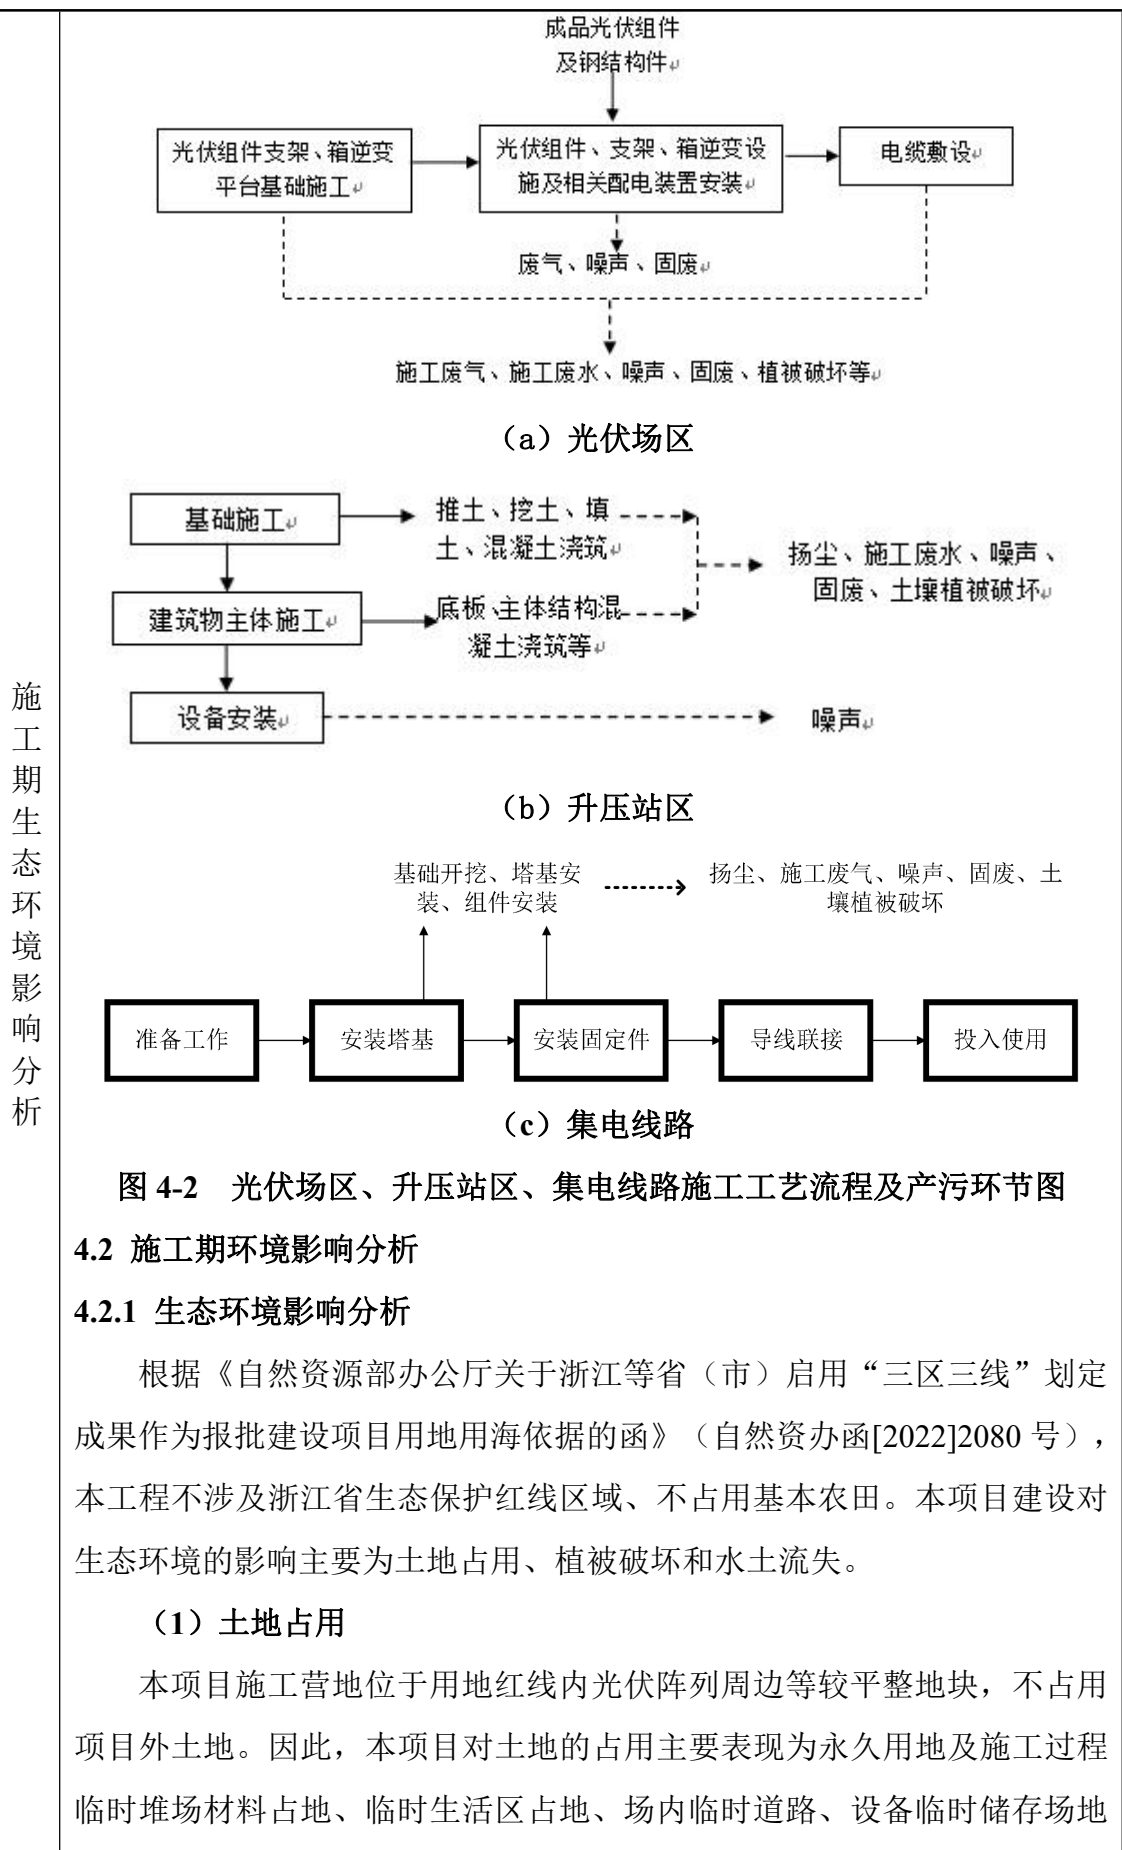 施工期生态环境影响分析
成品光伏组件
及钢结构件↵
光伏组件支架、箱逆变
平台基础施工↵
光伏组件、支架、箱逆变设
施及相关配电装置安装↵
电缆敷设↵
废气、噪声、固废↵
施工废气、施工废水、噪声、固废、植被破坏等↵
（a）光伏场区
基础施工↵
推土、挖土、填
土、混凝土浇筑↵
扬尘、施工废水、噪声、
固废、土壤植被破坏↵
建筑物主体施工↵
底板、主体结构混
凝土浇筑等↵
设备安装↵
噪声↵
（b）升压站区
基础开挖、塔基安
装、组件安装
扬尘、施工废气、噪声、固废、土
壤植被破坏
准备工作
安装塔基
安装固定件
导线联接
投入使用
（c）集电线路
图 4-2 光伏场区、升压站区、集电线路施工工艺流程及产污环节图
4.2 施工期环境影响分析
4.2.1 生态环境影响分析
根据《自然资源部办公厅关于浙江等省（市）启用“三区三线”划定
成果作为报批建设项目用地用海依据的函》（自然资办函[2022]2080 号），
本工程不涉及浙江省生态保护红线区域、不占用基本农田。本项目建设对
生态环境的影响主要为土地占用、植被破坏和水土流失。
（1）土地占用
本项目施工营地位于用地红线内光伏阵列周边等较平整地块，不占用
项目外土地。因此，本项目对土地的占用主要表现为永久用地及施工过程
临时堆场材料占地、临时生活区占地、场内临时道路、设备临时储存场地